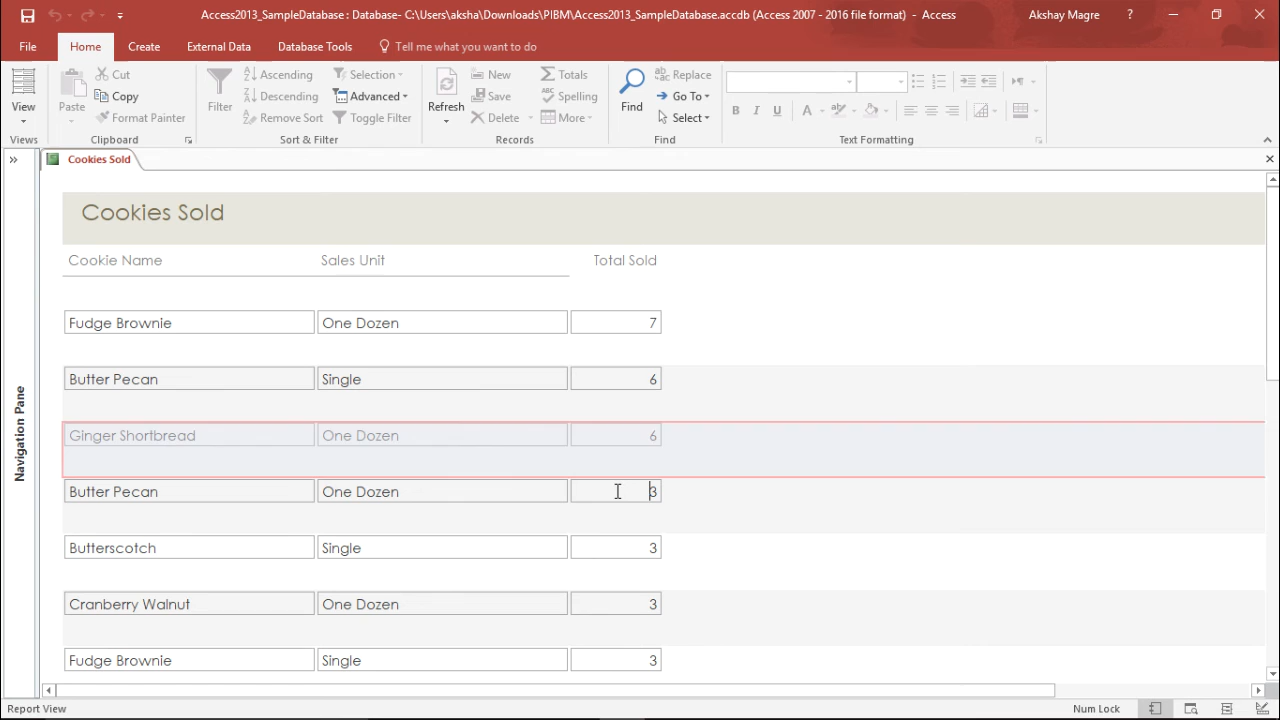 Access2013_SampleDatabase : Database- C:\Users\aksha\Downloads\PIBM\Access2013_SampleDatabase.accdb (Access 2007 - 2016 file format) - Access
Akshay Magre ?
File Home Create External Data Database Tools Tell me what you want to do
View
Views
Paste
Cut
Copy
Format Painter
Clipboard
Filter
Ascending
Descending
Remove Sort
Selection
Advanced
Toggle Filter
Sort & Filter
Refresh
New
Save
Delete
Totals
Spelling
More
Records
Find
Replace
Go To
Select
Find
B I U A
Text Formatting
Cookies Sold
Navigation Pane
Cookies Sold
Cookie Name Sales Unit Total Sold
Fudge Brownie One Dozen 7
Butter Pecan Single 6
Ginger Shortbread One Dozen 6
Butter Pecan One Dozen 3
Butterscotch Single 3
Cranberry Walnut One Dozen 3
Fudge Brownie Single 3
Report View
Num Lock